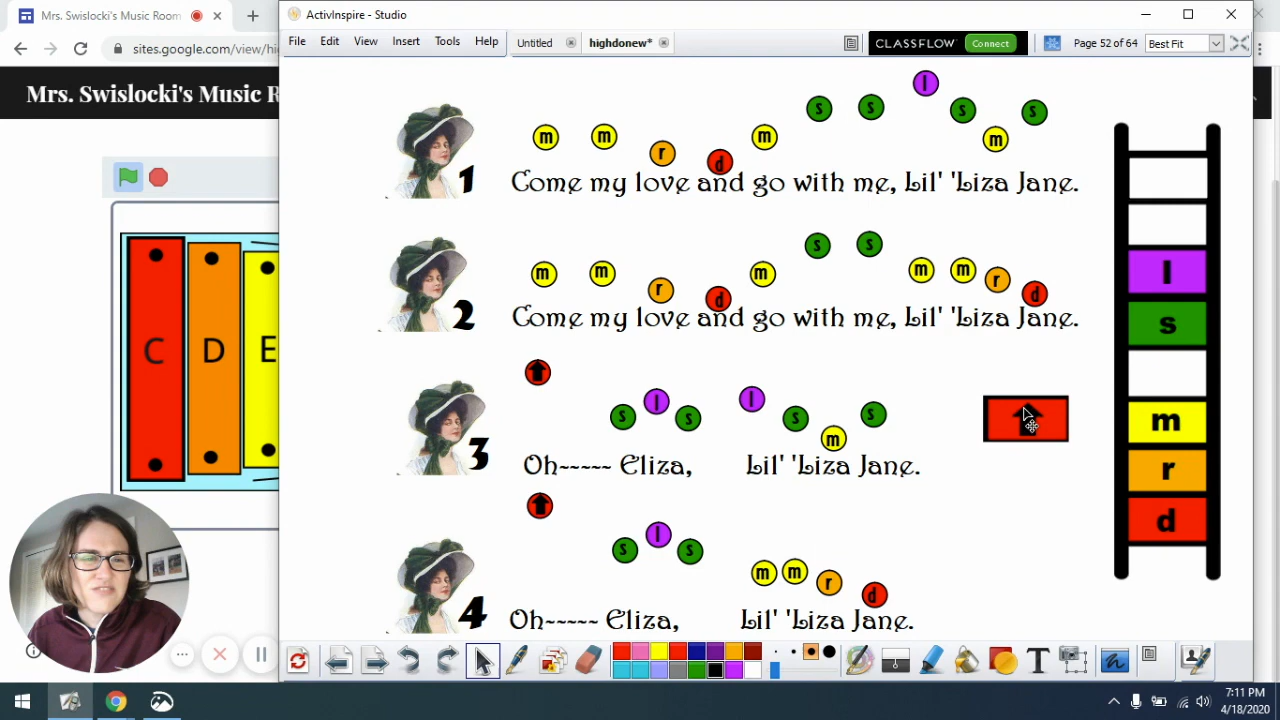 Mrs. Swislocki's Music Room
sites.google.com/view/hi
Mrs. Swislocki's Music R
C D E
ActivInspire - Studio
File Edit View Insert Tools Help Untitled highdonew* CLASSFLOW Connect Page 52 of 64 Best Fit
m m r d m s s l s m s
1 Come my love and go with me, Lil' 'Liza Jane.
m m r d m s s m m r d
2 Come my love and go with me, Lil' 'Liza Jane.
s l s l s m s
3 Oh----- Eliza, Lil' 'Liza Jane.
s l s m m r d
4 Oh----- Eliza, Lil' 'Liza Jane.
l
s
m
r
d
7:11 PM
4/18/2020